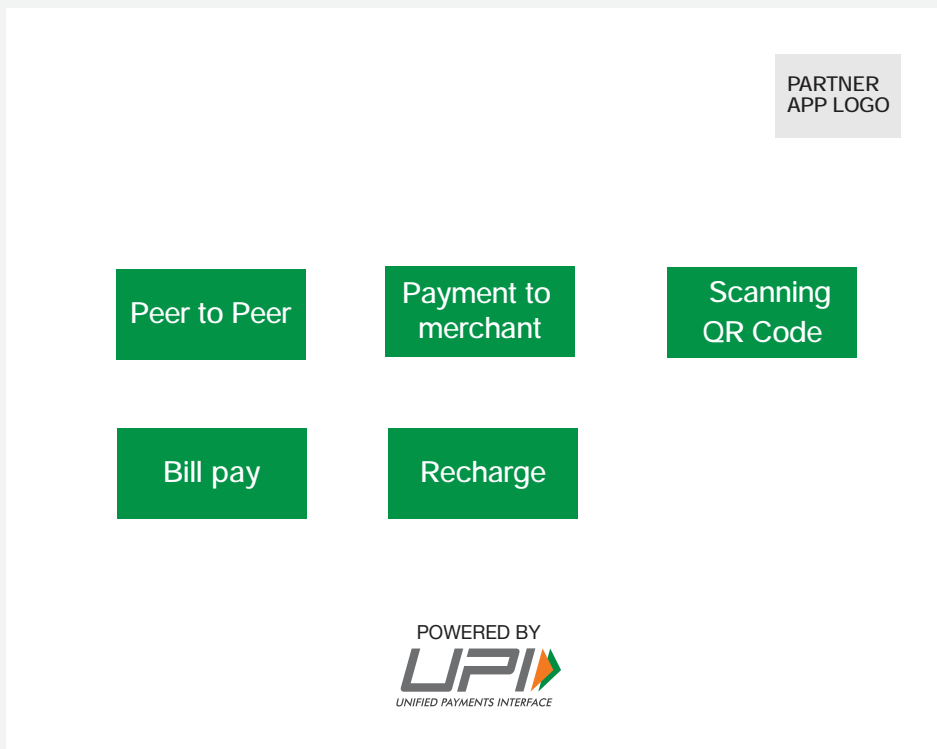 PARTNER
APP LOGO
Peer to Peer
Payment to
merchant
Scanning
QR Code
Bill pay
Recharge
POWERED BY
UPI
UNIFIED PAYMENTS INTERFACE